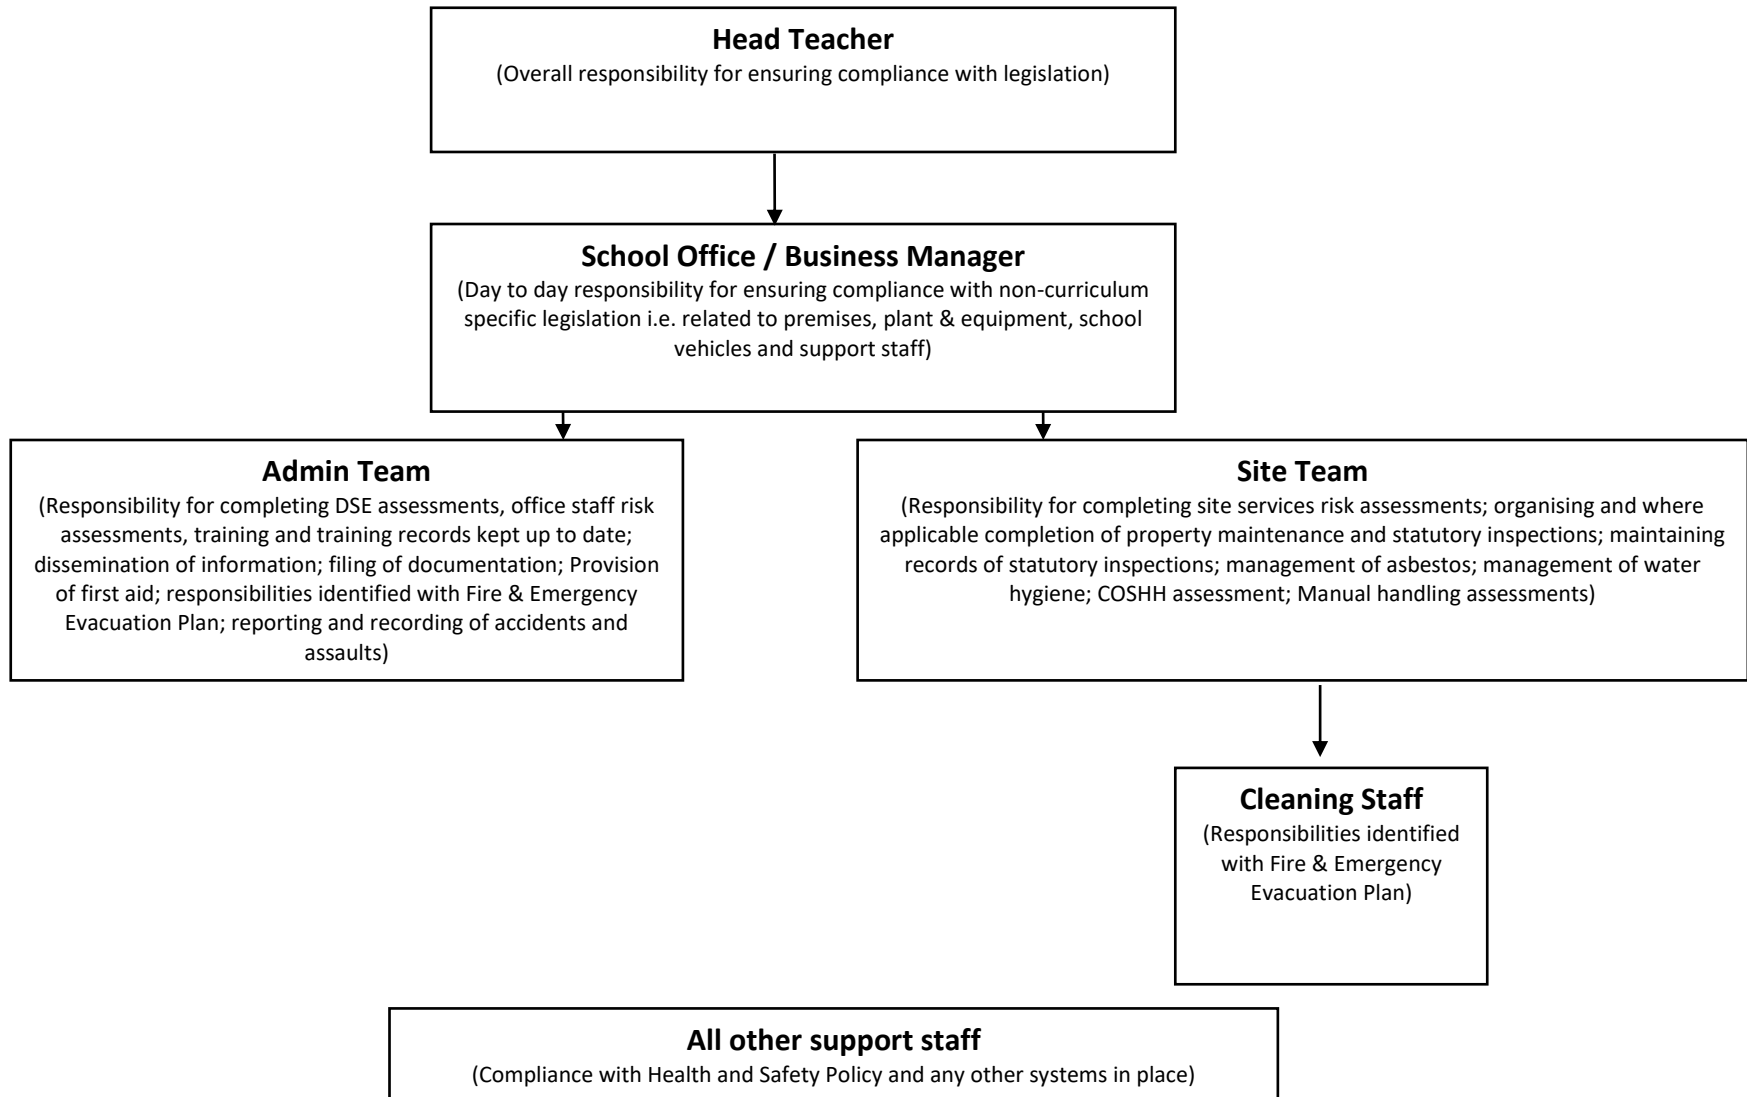 Head Teacher
(Overall responsibility for ensuring compliance with legislation)
School Office / Business Manager
(Day to day responsibility for ensuring compliance with non-curriculum
specific legislation i.e. related to premises, plant & equipment, school
vehicles and support staff)
Admin Team
(Responsibility for completing DSE assessments, office staff risk
assessments, training and training records kept up to date;
dissemination of information; filing of documentation; Provision
of first aid; responsibilities identified with Fire & Emergency
Evacuation Plan; reporting and recording of accidents and
assaults)
Site Team
(Responsibility for completing site services risk assessments; organising and where
applicable completion of property maintenance and statutory inspections; maintaining
records of statutory inspections; management of asbestos; management of water
hygiene; COSHH assessment; Manual handling assessments)
Cleaning Staff
(Responsibilities identified
with Fire & Emergency
Evacuation Plan)
All other support staff
(Compliance with Health and Safety Policy and any other systems in place)